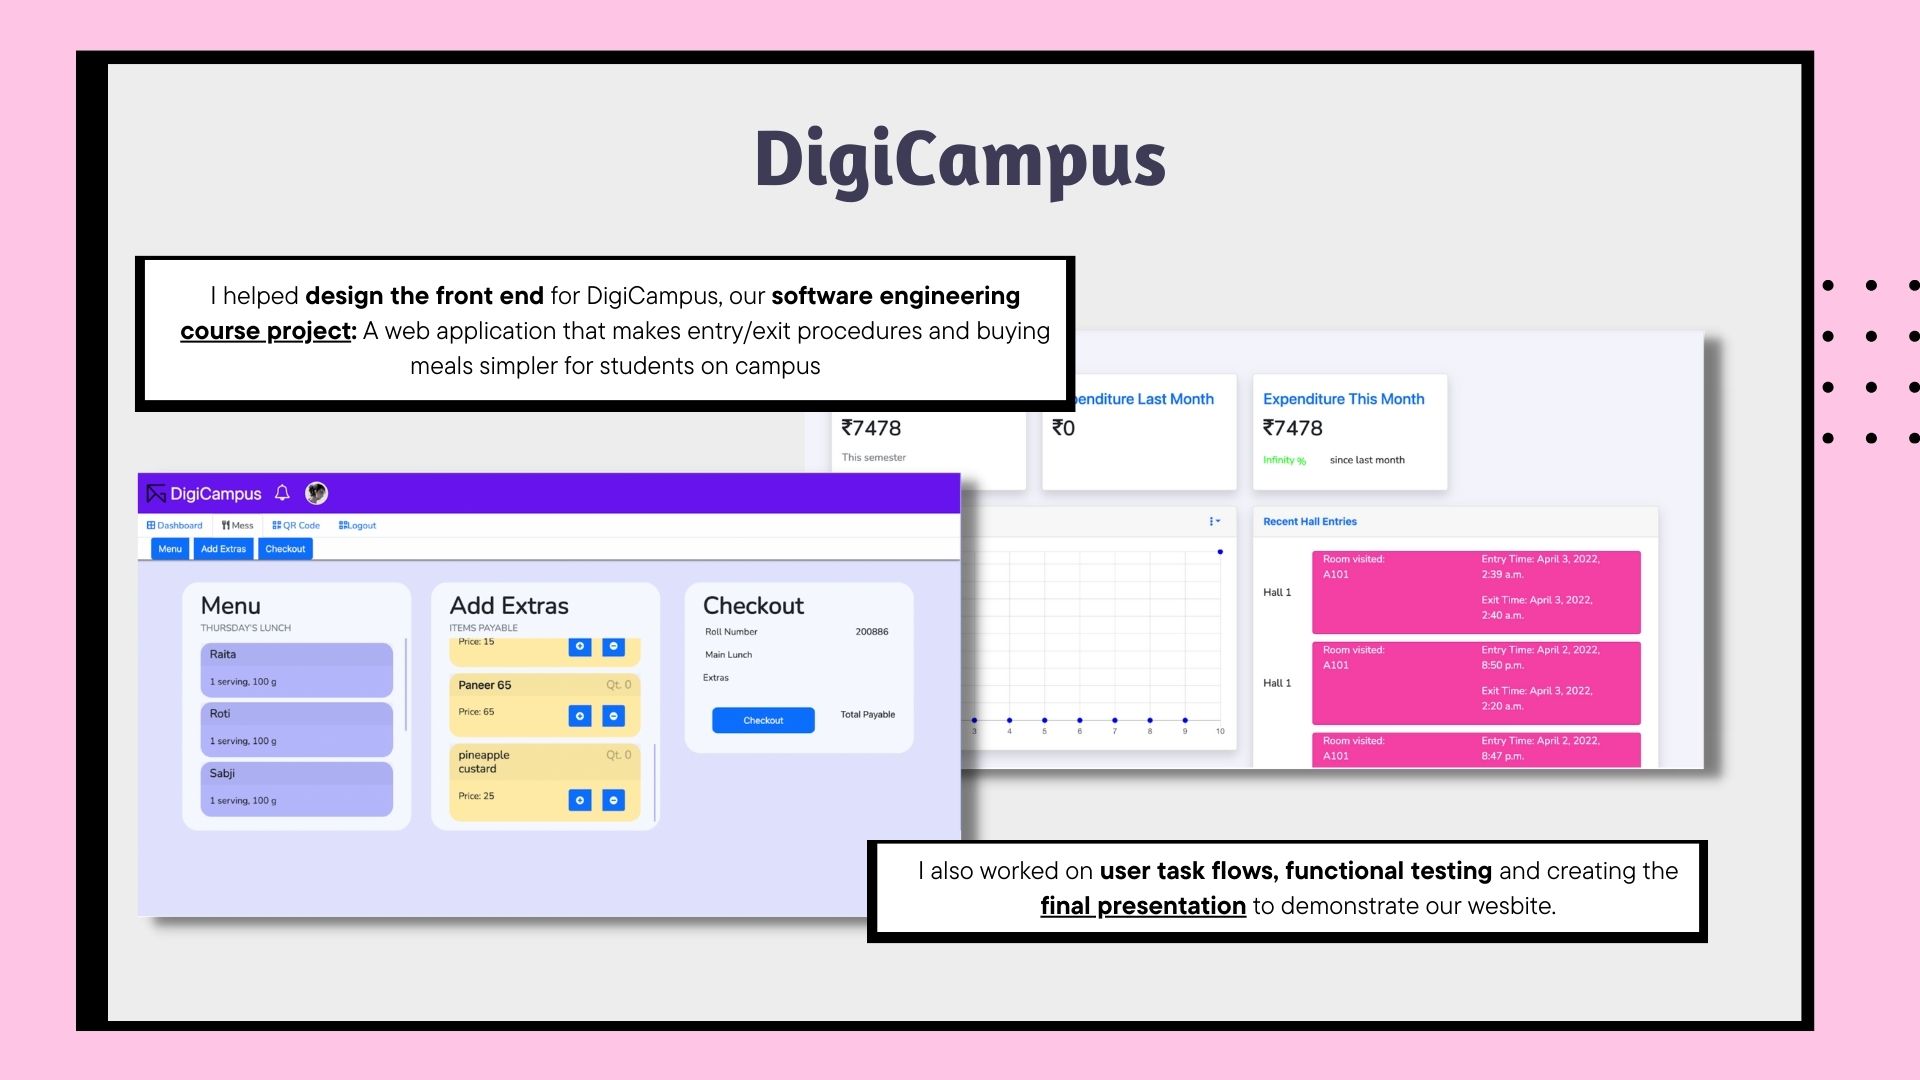 DigiCampus
I helped design the front end for DigiCampus, our software engineering
course project: A web application that makes entry/exit procedures and buying
meals simpler for students on campus
penditure Last Month
Expenditure This Month
₹7478
₹0
₹7478
This semester
Infinity %
since last month
DigiCampus
Dashboard
Mess
QR Code
Logout
Menu
Add Extras
Checkout
Menu
THURSDAY'S LUNCH
Raita
1 serving, 100 g
Roti
1 serving, 100 g
Sabji
1 serving, 100 g
Add Extras
ITEMS PAYABLE
Price: 15
Paneer 65
Qt. 0
Price: 65
pineapple
custard
Qt. 0
Price: 25
Checkout
Roll Number
200886
Main Lunch
Extras
Checkout
Total Payable
3 4 5 6 7 8 9 10
Recent Hall Entries
Hall 1
Room visited:
A101
Entry Time: April 3, 2022,
2:39 a.m.
Exit Time: April 3, 2022,
2:40 a.m.
Hall 1
Room visited:
A101
Entry Time: April 2, 2022,
8:50 p.m.
Exit Time: April 3, 2022,
2:20 a.m.
Room visited:
A101
Entry Time: April 2, 2022,
8:47 p.m.
I also worked on user task flows, functional testing and creating the
final presentation to demonstrate our wesbite.